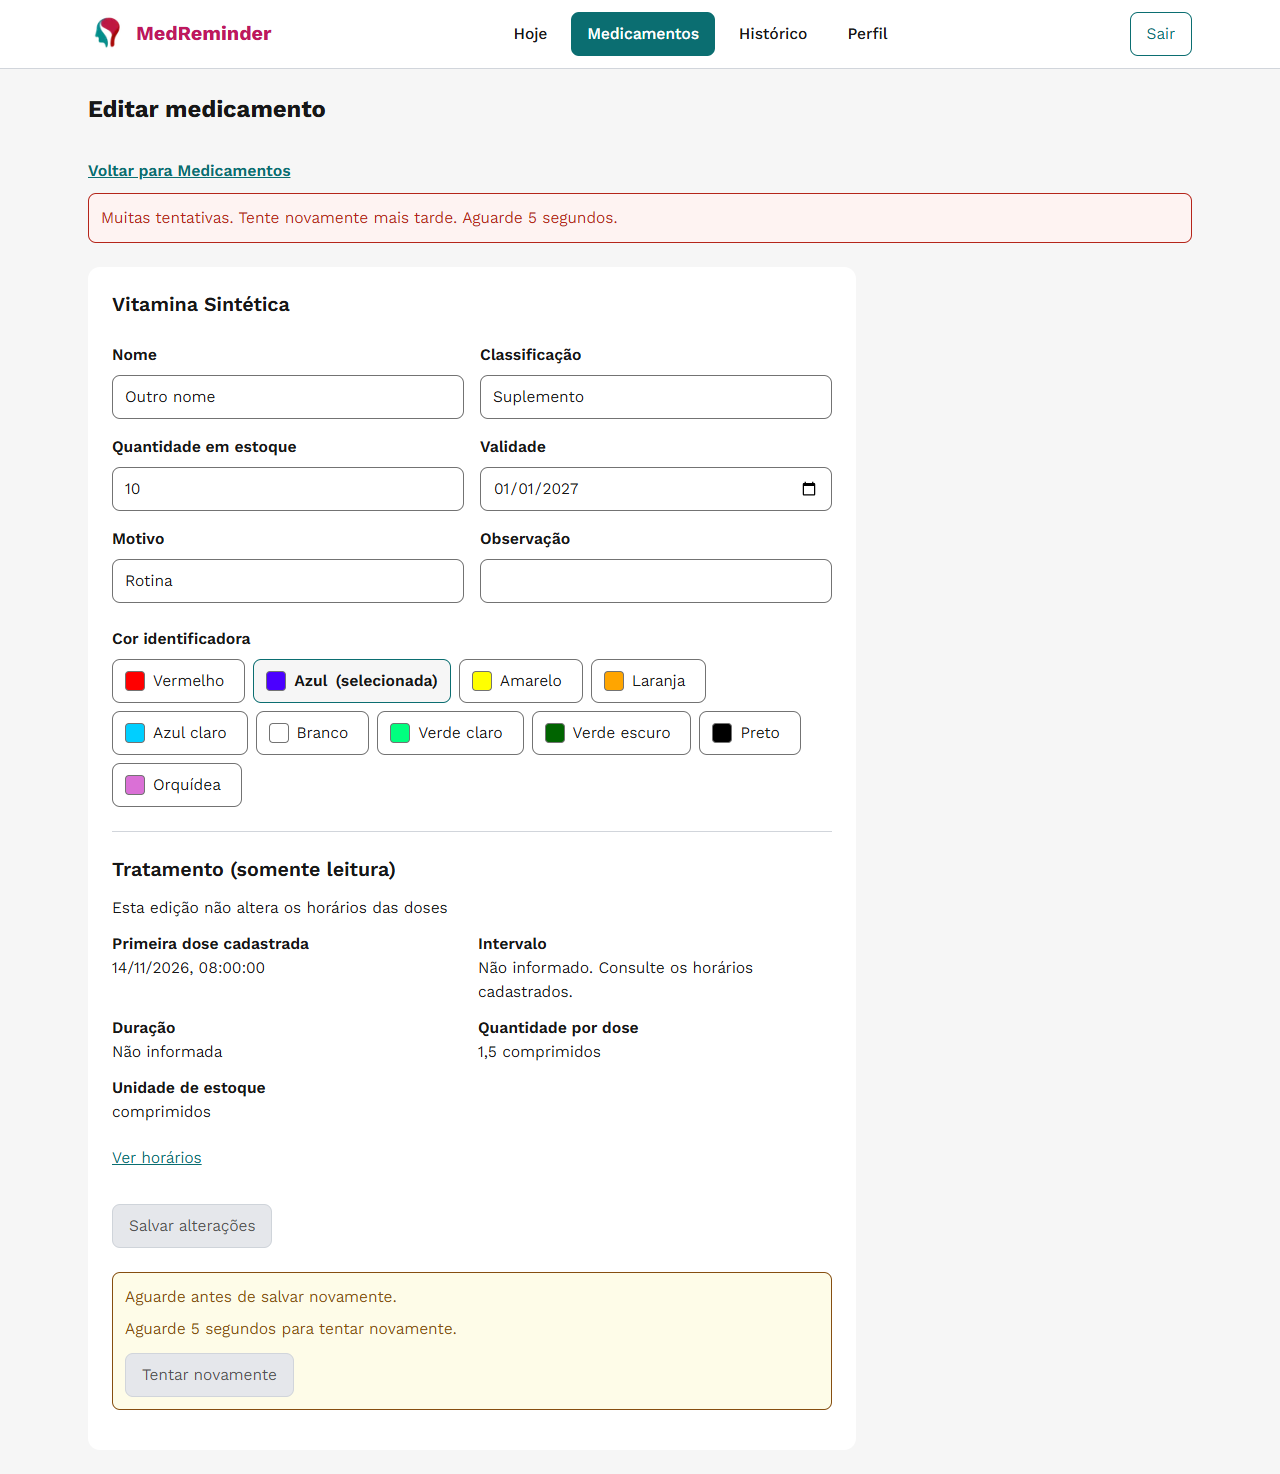 MedReminder
Hoje
Medicamentos
Histórico
Perfil
Sair
Editar medicamento
Voltar para Medicamentos
Muitas tentativas. Tente novamente mais tarde. Aguarde 5 segundos.
Vitamina Sintética
Nome
Classificação
Outro nome
Suplemento
Quantidade em estoque
Validade
10
01/01/2027
Motivo
Observação
Rotina
Cor identificadora
Vermelho
Azul (selecionada)
Amarelo
Laranja
Azul claro
Branco
Verde claro
Verde escuro
Preto
Orquídea
Tratamento (somente leitura)
Esta edição não altera os horários das doses
Primeira dose cadastrada
14/11/2026, 08:00:00
Intervalo
Não informado. Consulte os horários
cadastrados.
Duração
Não informada
Quantidade por dose
1,5 comprimidos
Unidade de estoque
comprimidos
Ver horários
Salvar alterações
Aguarde antes de salvar novamente.
Aguarde 5 segundos para tentar novamente.
Tentar novamente